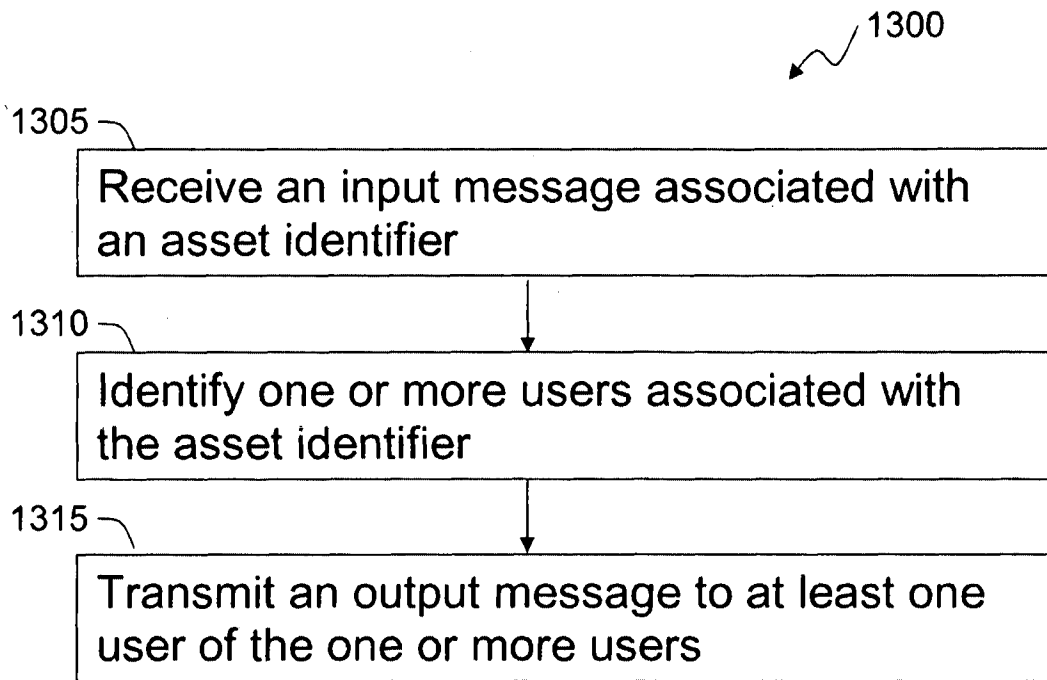 1300
1305
Receive an input message associated with
an asset identifier
1310
Identify one or more users associated with
the asset identifier
1315
Transmit an output message to at least one
user of the one or more users